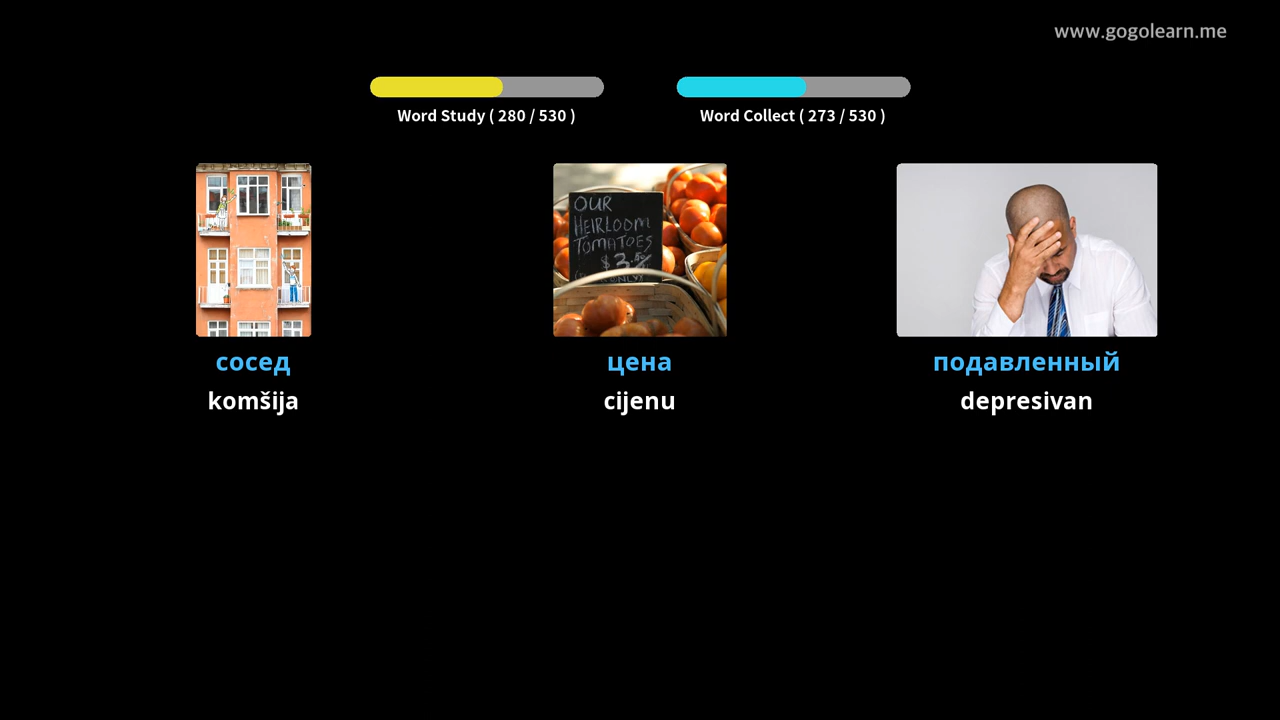 www.gogolearn.me
Word Study ( 280 / 530 )
Word Collect ( 273 / 530 )
OUR
HEIRLOOM
TOMATOES
сосед
цена
подавленный
komšija
cijenu
depresivan